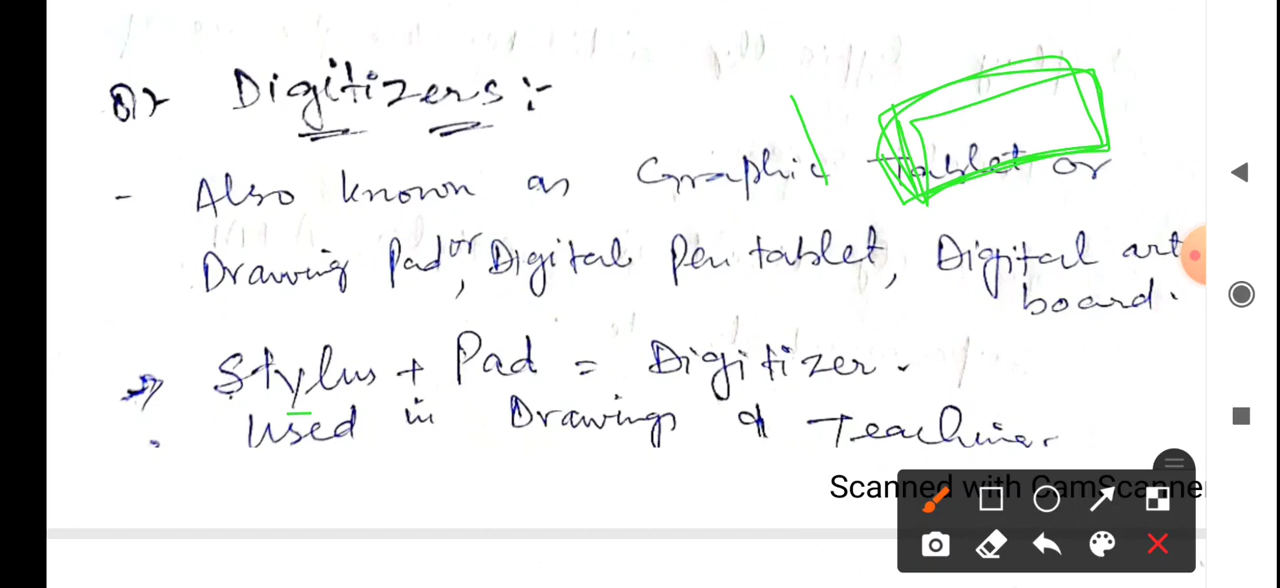 8) Digitizers :-
- Also known as Graphic Tablet or
Drawing Pad or, Digital Pen tablet, Digital art
board.
=> Stylus + Pad = Digitizer.
Used in Drawings & Teaching.
Scanned with CamScanne